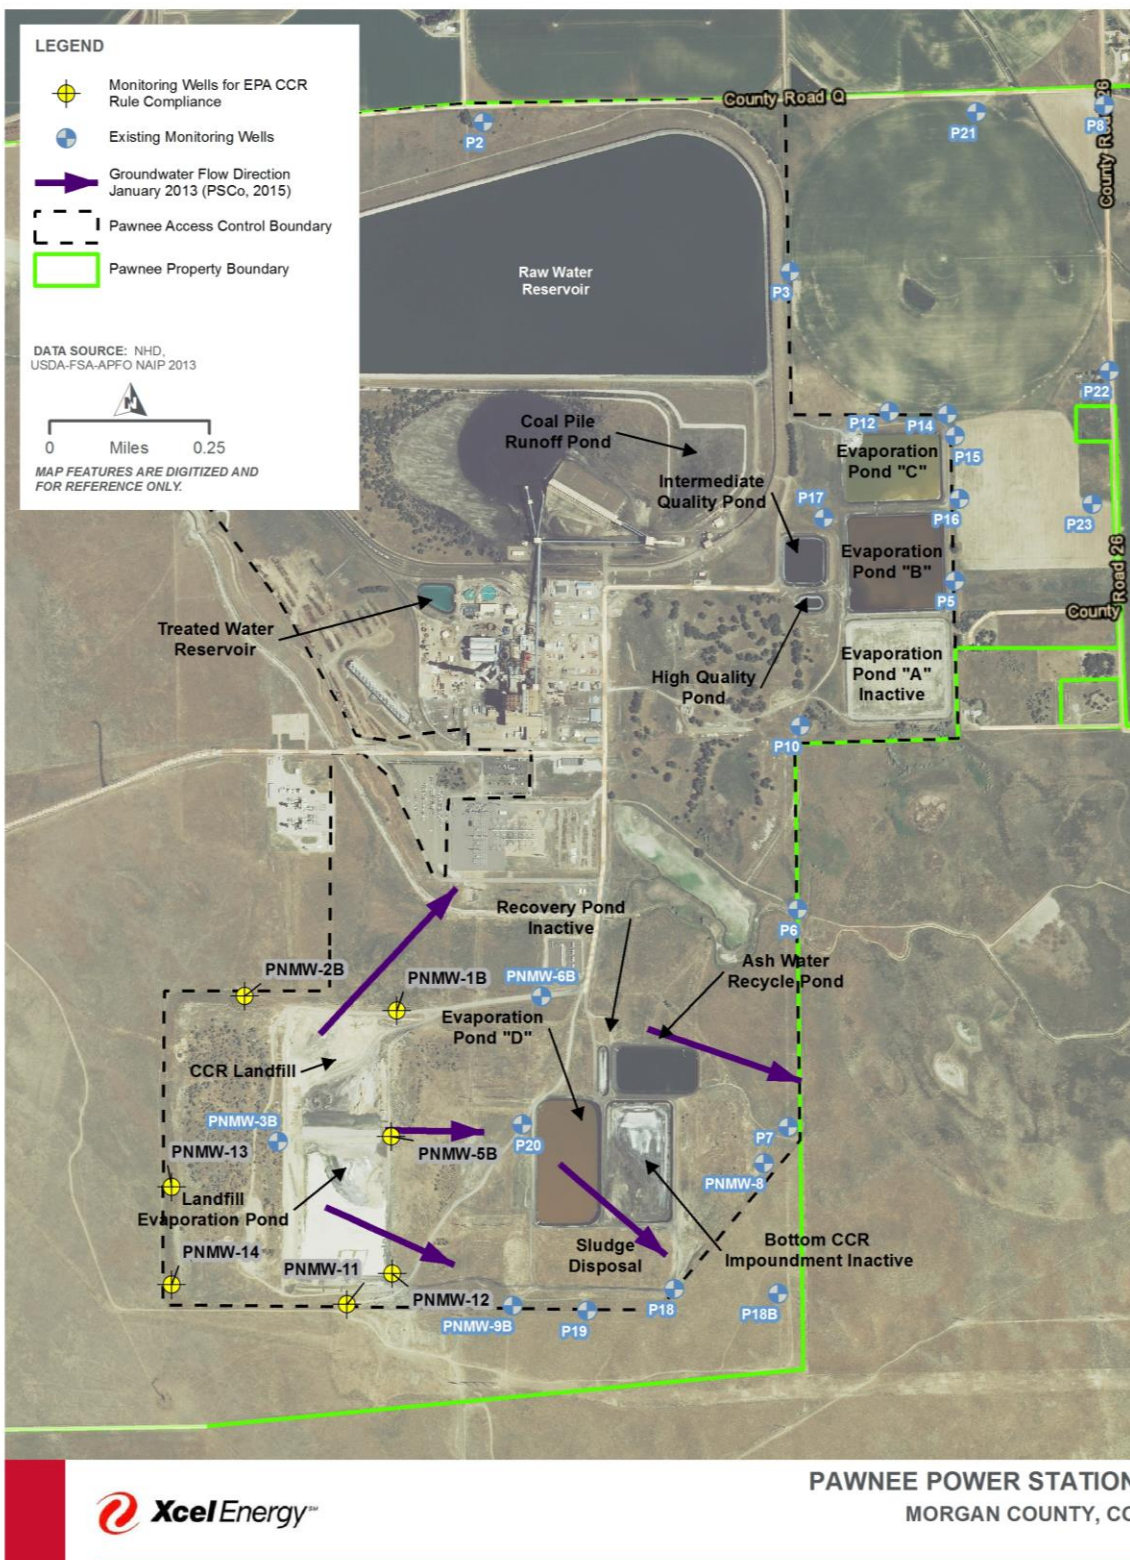 LEGEND
Monitoring Wells for EPA CCR
Rule Compliance
Existing Monitoring Wells
Groundwater Flow Direction
January 2013 (PSCo, 2015)
Pawnee Access Control Boundary
Pawnee Property Boundary
DATA SOURCE: NHD,
USDA-FSA-APFO NAIP 2013
0 Miles 0.25
MAP FEATURES ARE DIGITIZED AND
FOR REFERENCE ONLY.
County Road Q
P2
P21
P8
County Road 26
Raw Water
Reservoir
P3
P22
Coal Pile
Runoff Pond
P12
P14
Evaporation
Pond "C"
P15
Intermediate
Quality Pond
P17
P16
P23
Evaporation
Pond "B"
P5
County Road 26
County
Treated Water
Reservoir
High Quality
Pond
Evaporation
Pond "A"
Inactive
P10
Recovery Pond
Inactive
P6
Ash Water
Recycle Pond
PNMW-2B
PNMW-1B
PNMW-6B
Evaporation
Pond "D"
CCR Landfill
PNMW-3B
PNMW-13
PNMW-5B
P20
P7
PNMW-8
Landfill
Evaporation Pond
Sludge
Disposal
Bottom CCR
Impoundment Inactive
PNMW-14
PNMW-11
PNMW-12
PNMW-9B
P19
P18
P18B
Xcel Energy℠
PAWNEE POWER STATION
MORGAN COUNTY, CO